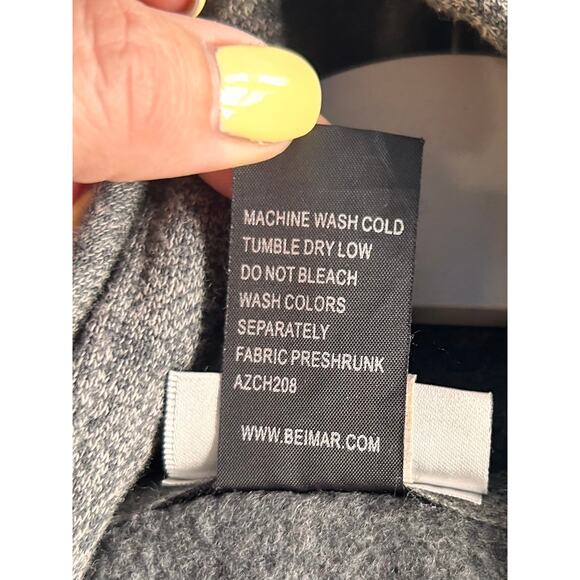 MACHINE WASH COLD
TUMBLE DRY LOW
DO NOT BLEACH
WASH COLORS
SEPARATELY
FABRIC PRESHRUNK
AZCH208
WWW.BEIMAR.COM